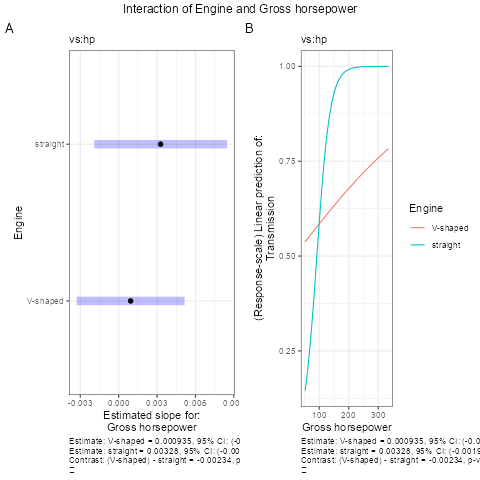 Interaction of Engine and Gross horsepower
A
vs:hp
Engine
straight
V-shaped
-0.003 0.000 0.003 0.006 0.00
Estimated slope for:
Gross horsepower
Estimate: V-shaped = 0.000935, 95% CI: (-0
Estimate: straight = 0.00328, 95% CI: (-0.00
Contrast: (V-shaped) - straight = -0.00234, p
B
vs:hp
(Response-scale) Linear prediction of:
Transmission
1.00
0.75
0.50
0.25
100 200 300
Gross horsepower
Engine
V-shaped
straight
Estimate: V-shaped = 0.000935, 95% CI: (-0.0
Estimate: straight = 0.00328, 95% CI: (-0.0019
Contrast: (V-shaped) - straight = -0.00234, p-v